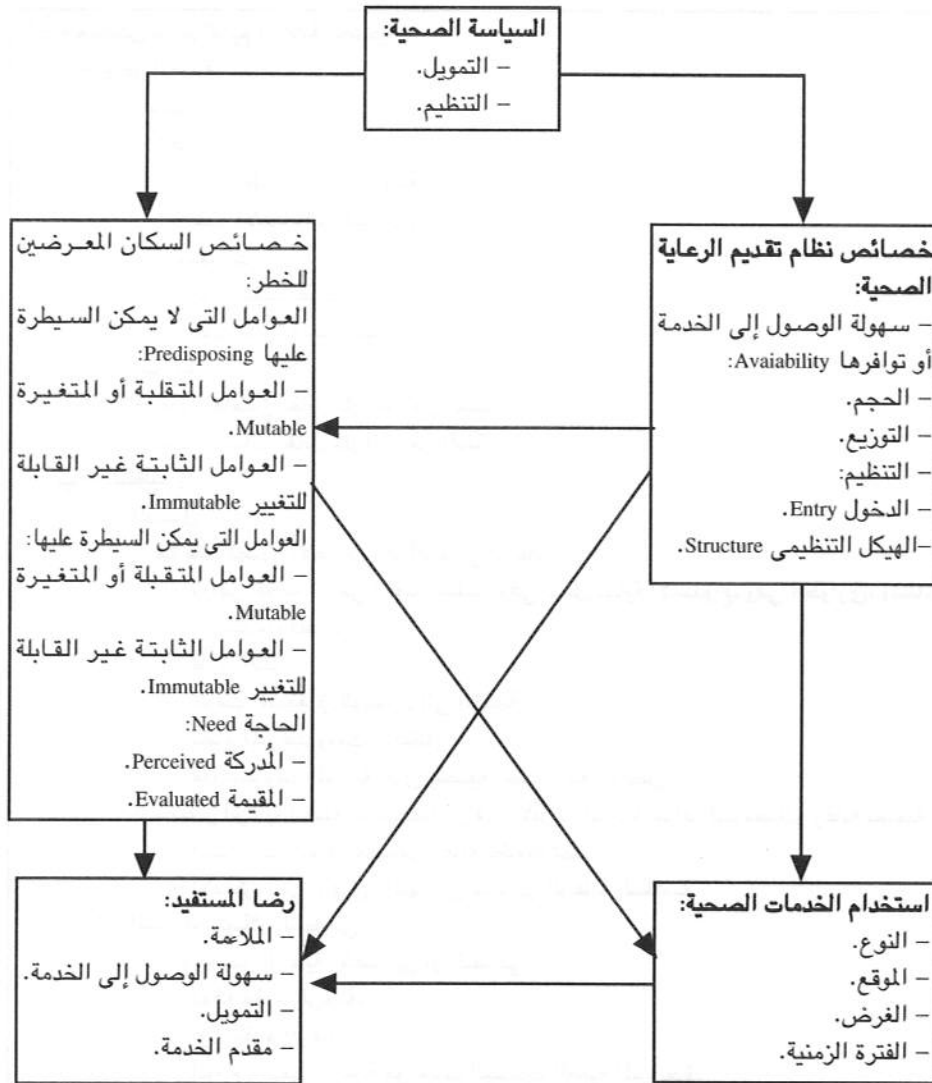 السياسة الصحية:
– التمويل.
– التنظيم.
خصائص نظام تقديم الرعاية
الصحية:
– سهولة الوصول إلى الخدمة
أو توافرها Avaiability:
– الحجم.
– التوزيع.
– التنظيم:
– الدخول Entry.
–الهيكل التنظيمى Structure.
خصائص السكان المعرضين
للخطر:
العوامل التى لا يمكن السيطرة
عليها Predisposing:
– العوامل المتقلبة أو المتغيرة
Mutable.
– العوامل الثابتة غير القابلة
للتغيير Immutable.
العوامل التى يمكن السيطرة عليها:
– العوامل المتقبلة أو المتغيرة
Mutable
– العوامل الثابتة غير القابلة
للتغيير Immutable.
الحاجة Need:
– المُدركة Perceived.
– المقيمة Evaluated.
استخدام الخدمات الصحية:
– النوع.
– الموقع.
– الغرض.
– الفترة الزمنية.
رضا المستفيد:
– الملاءمة.
– سهولة الوصول إلى الخدمة.
– التمويل.
– مقدم الخدمة.